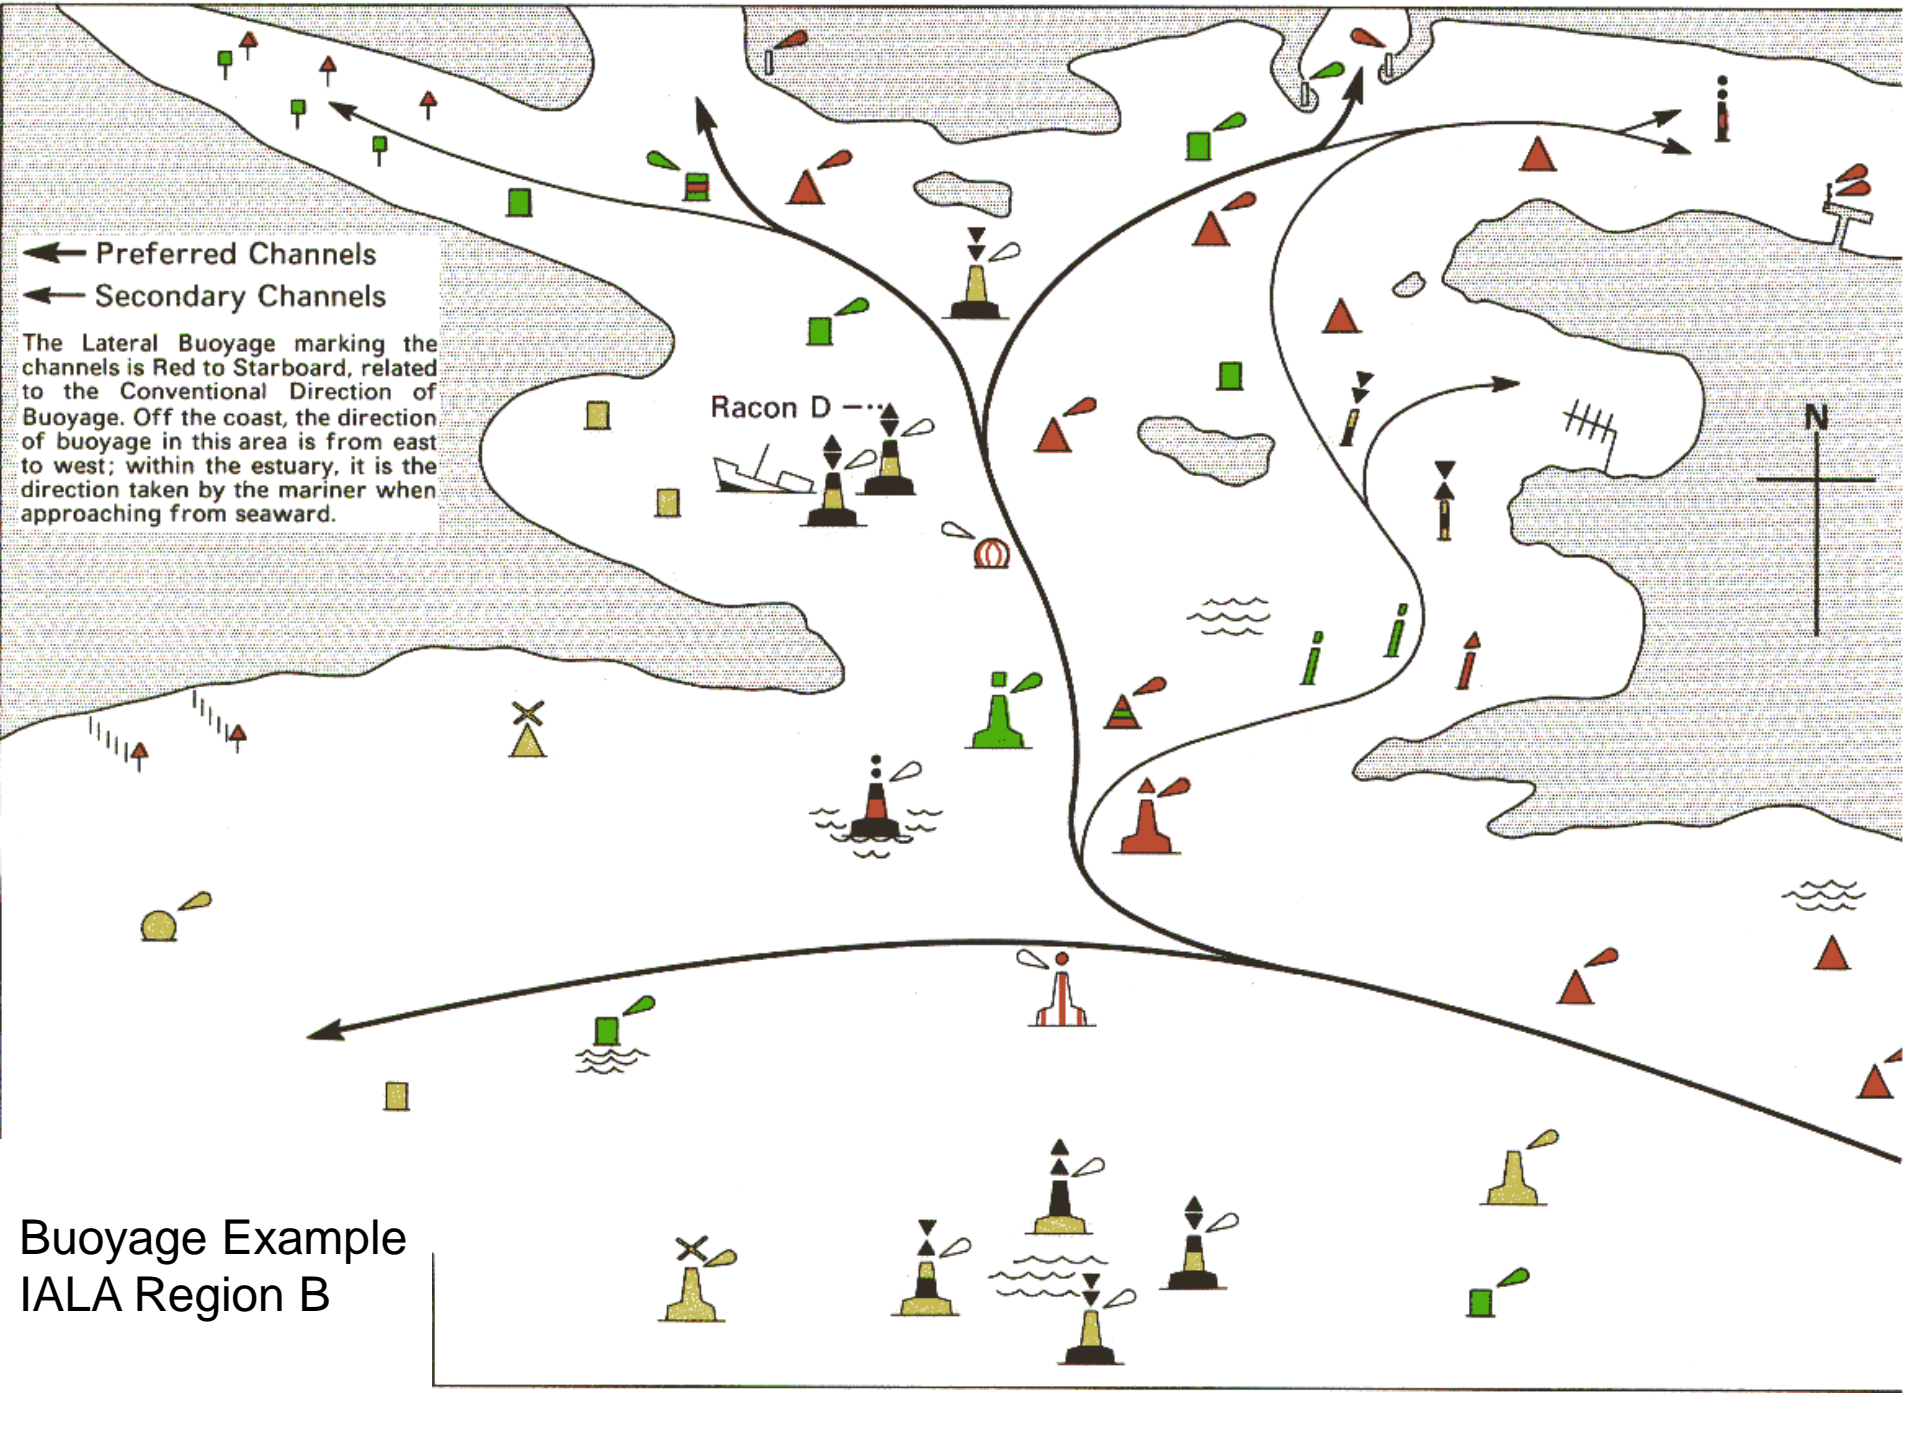 Preferred Channels
Secondary Channels
The Lateral Buoyage marking the
channels is Red to Starboard, related
to the Conventional Direction of
Buoyage. Off the coast, the direction
of buoyage in this area is from east
to west; within the estuary, it is the
direction taken by the mariner when
approaching from seaward.
Racon D
N
Buoyage Example
IALA Region B